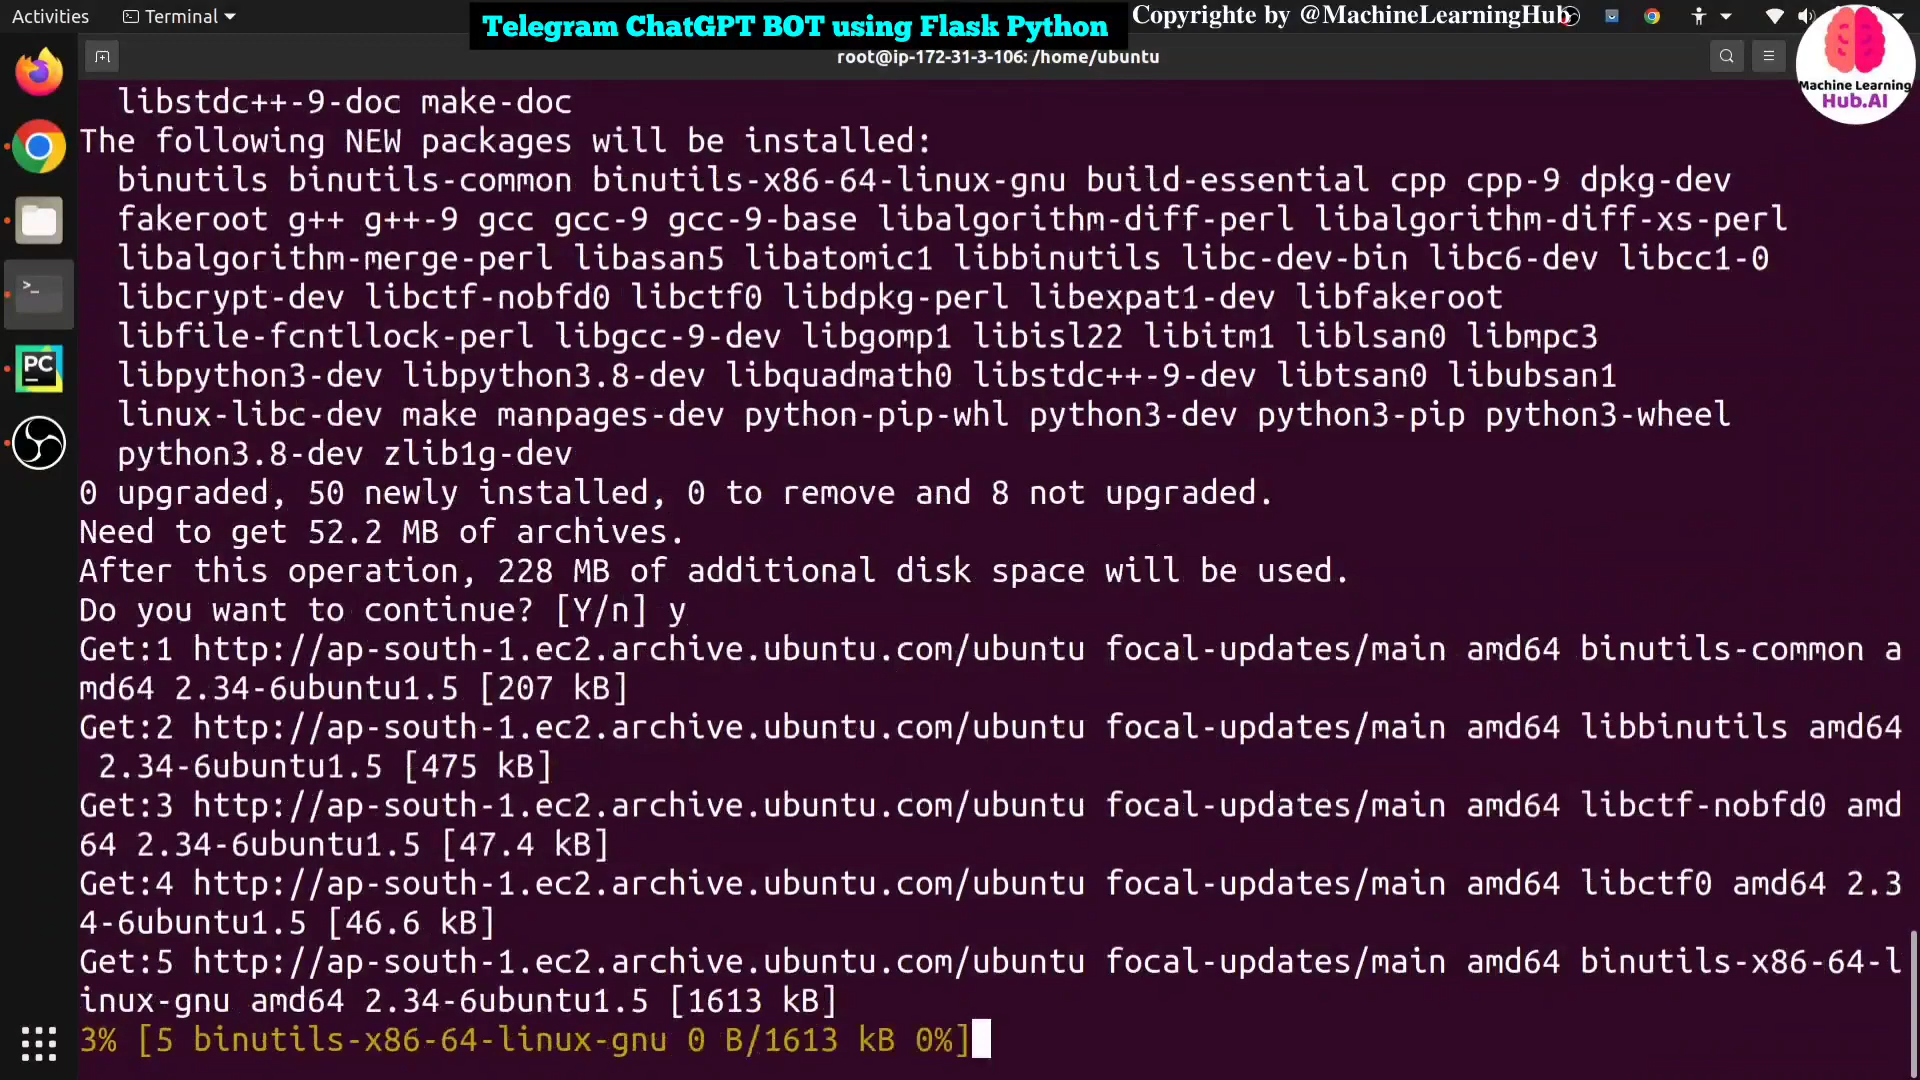 Activities
Terminal
Telegram ChatGPT BOT using Flask Python
Copyrighte by @MachineLearningHub
root@ip-172-31-3-106: /home/ubuntu
Machine Learning
Hub.AI
libstdc++-9-doc make-doc
The following NEW packages will be installed:
binutils binutils-common binutils-x86-64-linux-gnu build-essential cpp cpp-9 dpkg-dev
fakeroot g++ g++-9 gcc gcc-9 gcc-9-base libalgorithm-diff-perl libalgorithm-diff-xs-perl
libalgorithm-merge-perl libasan5 libatomic1 libbinutils libc-dev-bin libc6-dev libcc1-0
libcrypt-dev libctf-nobfd0 libctf0 libdpkg-perl libexpat1-dev libfakeroot
libfile-fcntllock-perl libgcc-9-dev libgomp1 libisl22 libitm1 liblsan0 libmpc3
libpython3-dev libpython3.8-dev libquadmath0 libstdc++-9-dev libtsan0 libubsan1
linux-libc-dev make manpages-dev python-pip-whl python3-dev python3-pip python3-wheel
python3.8-dev zlib1g-dev
0 upgraded, 50 newly installed, 0 to remove and 8 not upgraded.
Need to get 52.2 MB of archives.
After this operation, 228 MB of additional disk space will be used.
Do you want to continue? [Y/n] y
Get:1 http://ap-south-1.ec2.archive.ubuntu.com/ubuntu focal-updates/main amd64 binutils-common a
md64 2.34-6ubuntu1.5 [207 kB]
Get:2 http://ap-south-1.ec2.archive.ubuntu.com/ubuntu focal-updates/main amd64 libbinutils amd64
2.34-6ubuntu1.5 [475 kB]
Get:3 http://ap-south-1.ec2.archive.ubuntu.com/ubuntu focal-updates/main amd64 libctf-nobfd0 amd
64 2.34-6ubuntu1.5 [47.4 kB]
Get:4 http://ap-south-1.ec2.archive.ubuntu.com/ubuntu focal-updates/main amd64 libctf0 amd64 2.3
4-6ubuntu1.5 [46.6 kB]
Get:5 http://ap-south-1.ec2.archive.ubuntu.com/ubuntu focal-updates/main amd64 binutils-x86-64-l
inux-gnu amd64 2.34-6ubuntu1.5 [1613 kB]
3% [5 binutils-x86-64-linux-gnu 0 B/1613 kB 0%]
>_
PC